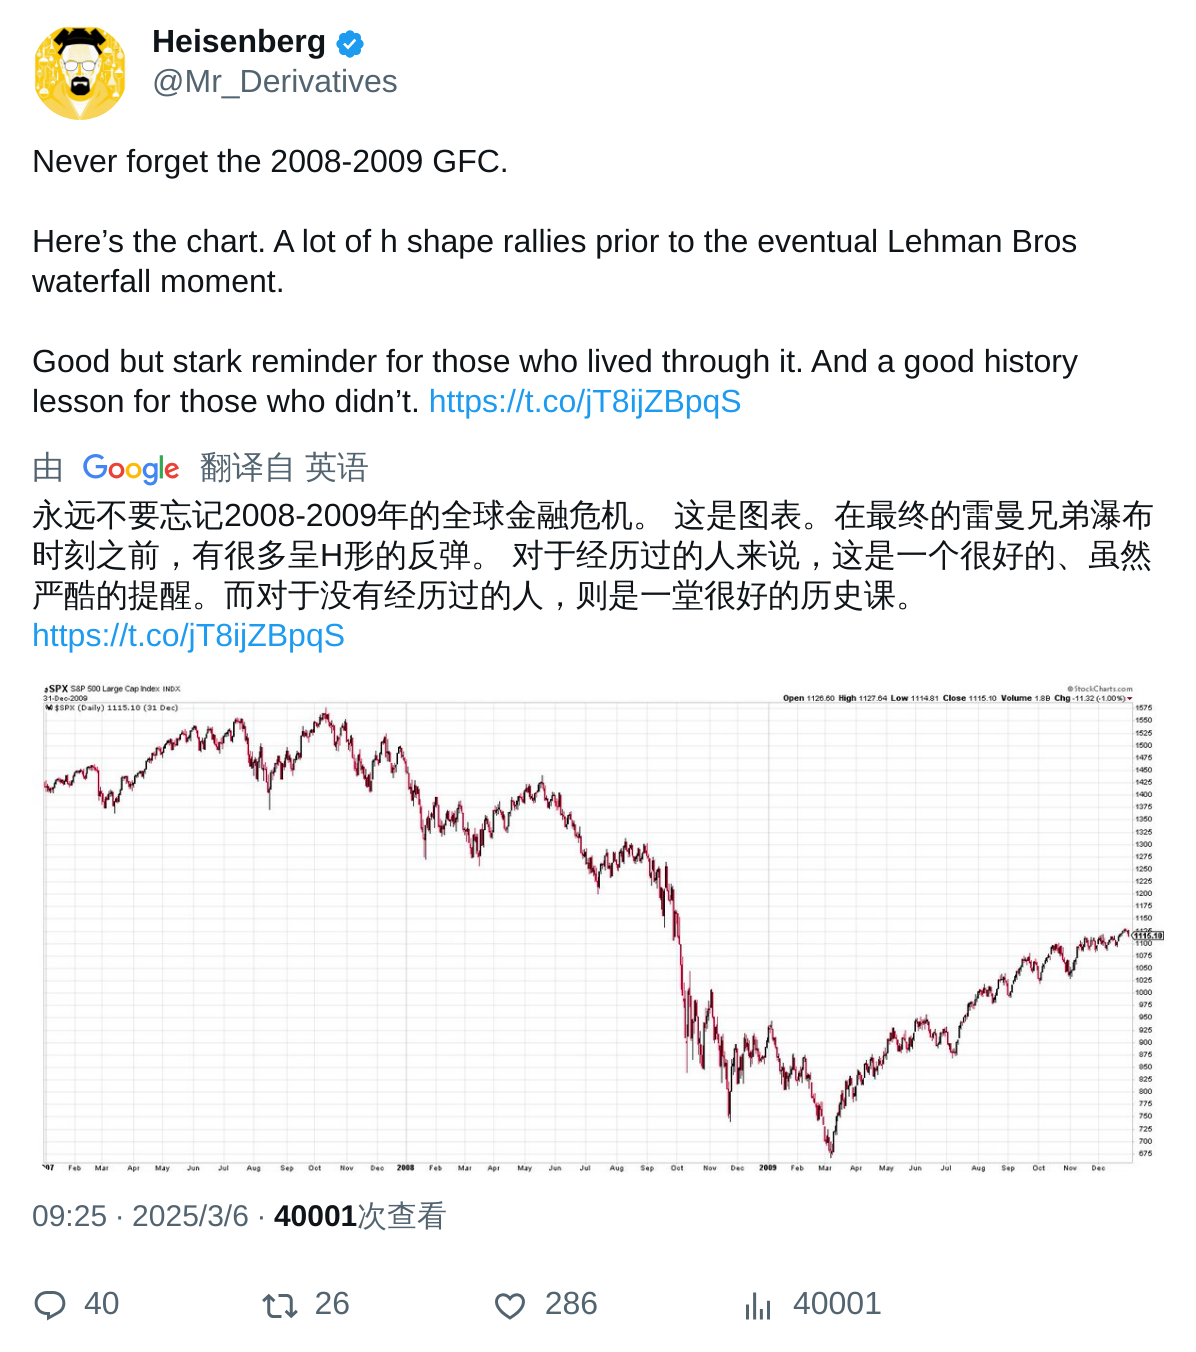 Heisenberg
@Mr_Derivatives
Never forget the 2008-2009 GFC.
Here’s the chart. A lot of h shape rallies prior to the eventual Lehman Bros
waterfall moment.
Good but stark reminder for those who lived through it. And a good history
lesson for those who didn’t. https://t.co/jT8ijZBpqS
由 Google 翻译自 英语
永远不要忘记2008-2009年的全球金融危机。 这是图表。在最终的雷曼兄弟瀑布
时刻之前，有很多呈H形的反弹。 对于经历过的人来说，这是一个很好的、虽然
严酷的提醒。而对于没有经历过的人，则是一堂很好的历史课。
https://t.co/jT8ijZBpqS
$SPX S&P 500 Large Cap Index INDX
© StockCharts.com
31-Dec-2009
Open 1126.60 High 1127.64 Low 1114.81 Close 1115.10 Volume 1.8B Chg -11.32 (-1.00%)
$SPX (Daily) 1115.10 (31 Dec)
1575
1550
1525
1500
1475
1450
1425
1400
1375
1350
1325
1300
1275
1250
1225
1200
1175
1150
1125
1115.10
1100
1075
1050
1025
1000
975
950
925
900
875
850
825
800
775
750
725
700
675
'07 Feb Mar Apr May Jun Jul Aug Sep Oct Nov Dec 2008 Feb Mar Apr May Jun Jul Aug Sep Oct Nov Dec 2009 Feb Mar Apr May Jun Jul Aug Sep Oct Nov Dec
09:25 · 2025/3/6 · 40001次查看
40 26 286 40001